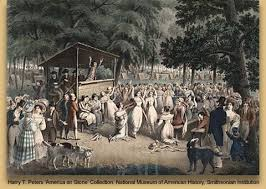 Harry T. Peters "America on Stone" Collection, National Museum of American History, Smithsonian Institution